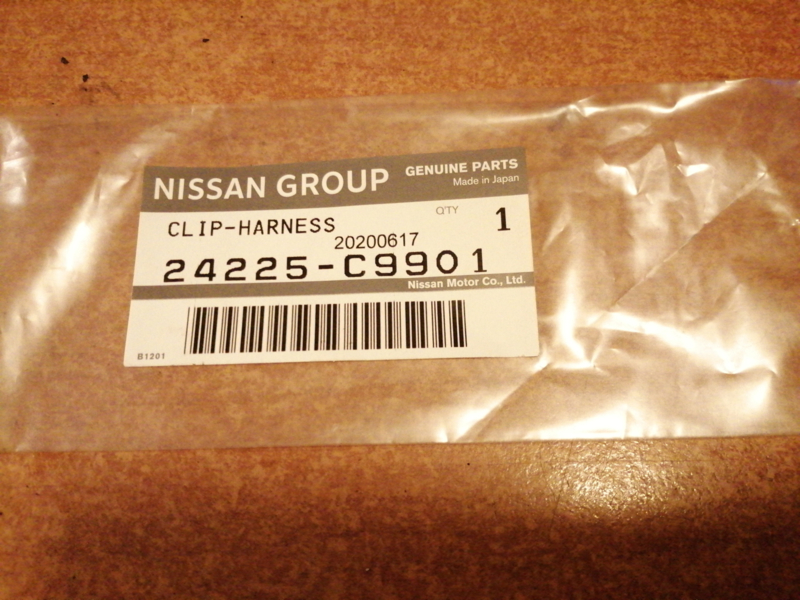 NISSAN GROUP GENUINE PARTS
Made in Japan
CLIP-HARNESS Q'TY 1
20200617
24225-C9901
Nissan Motor Co., Ltd.
B1201